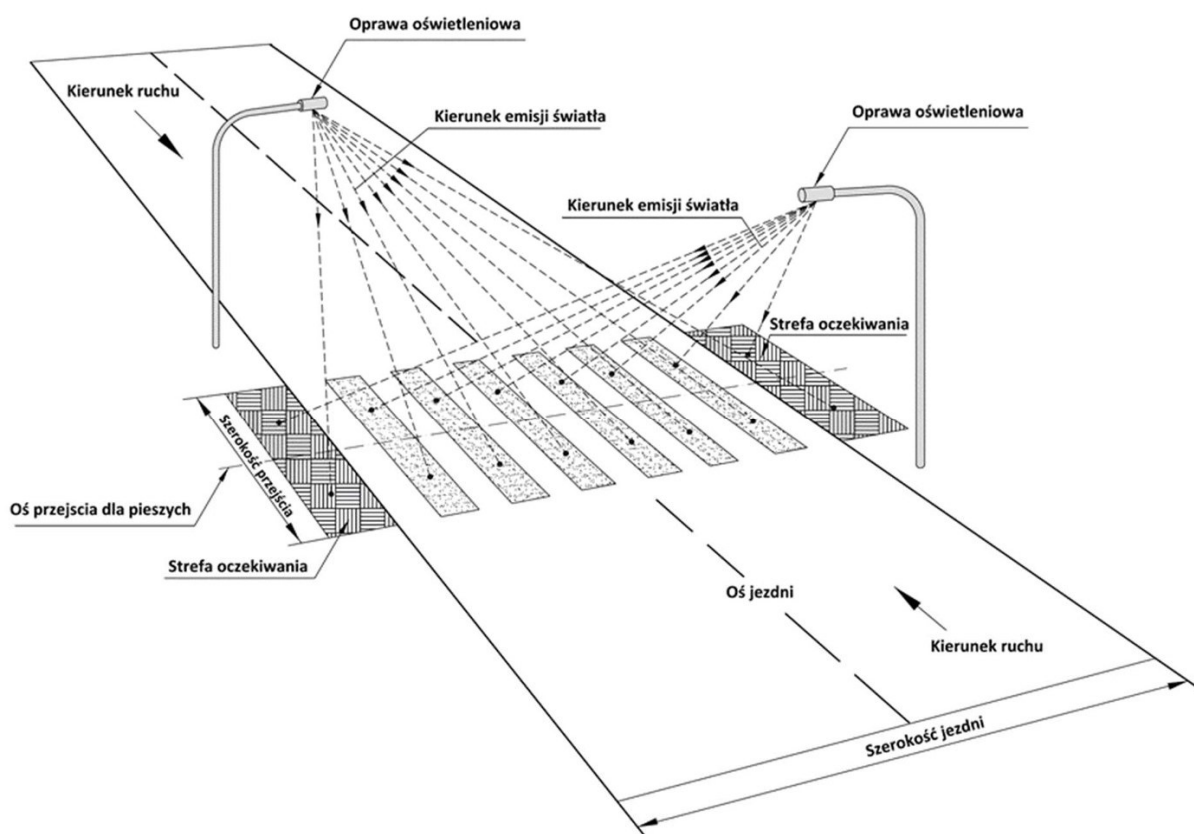 Oprawa oświetleniowa
Kierunek ruchu
Kierunek emisji światła
Oprawa oświetleniowa
Kierunek emisji światła
Strefa oczekiwania
Szerokość przejścia
Oś przejscia dla pieszych
Strefa oczekiwania
Oś jezdni
Kierunek ruchu
Szerokość jezdni